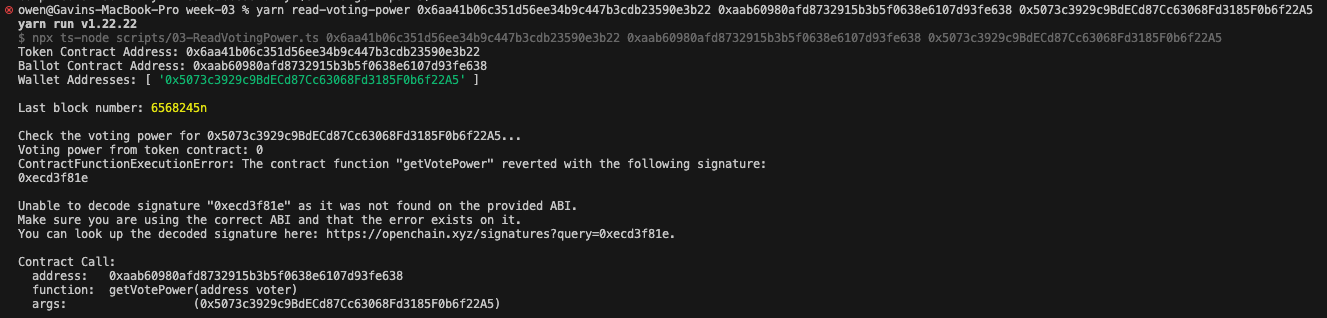 owen@Gavins-MacBook-Pro week-03 % yarn read-voting-power 0x6aa41b06c351d56ee34b9c447b3cdb23590e3b22 0xaab60980afd8732915b3b5f0638e6107d93fe638 0x5073c3929c9BdECd87Cc63068Fd3185F0b6f22A5
yarn run v1.22.22
$ npx ts-node scripts/03-ReadVotingPower.ts 0x6aa41b06c351d56ee34b9c447b3cdb23590e3b22 0xaab60980afd8732915b3b5f0638e6107d93fe638 0x5073c3929c9BdECd87Cc63068Fd3185F0b6f22A5
Token Contract Address: 0x6aa41b06c351d56ee34b9c447b3cdb23590e3b22
Ballot Contract Address: 0xaab60980afd8732915b3b5f0638e6107d93fe638
Wallet Addresses: [ '0x5073c3929c9BdECd87Cc63068Fd3185F0b6f22A5' ]
Last block number: 6568245n
Check the voting power for 0x5073c3929c9BdECd87Cc63068Fd3185F0b6f22A5...
Voting power from token contract: 0
ContractFunctionExecutionError: The contract function "getVotePower" reverted with the following signature:
0xecd3f81e
Unable to decode signature "0xecd3f81e" as it was not found on the provided ABI.
Make sure you are using the correct ABI and that the error exists on it.
You can look up the decoded signature here: https://openchain.xyz/signatures?query=0xecd3f81e.
Contract Call:
address: 0xaab60980afd8732915b3b5f0638e6107d93fe638
function: getVotePower(address voter)
args: (0x5073c3929c9BdECd87Cc63068Fd3185F0b6f22A5)